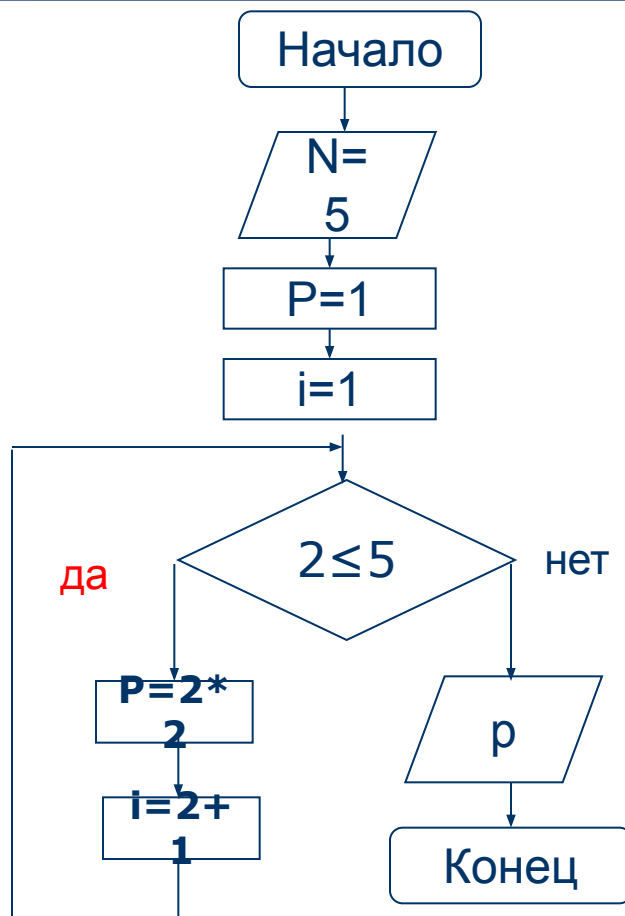 Начало
N=
5
P=1
i=1
2≤5
да
нет
P=2*
2
p
i=2+
1
Конец